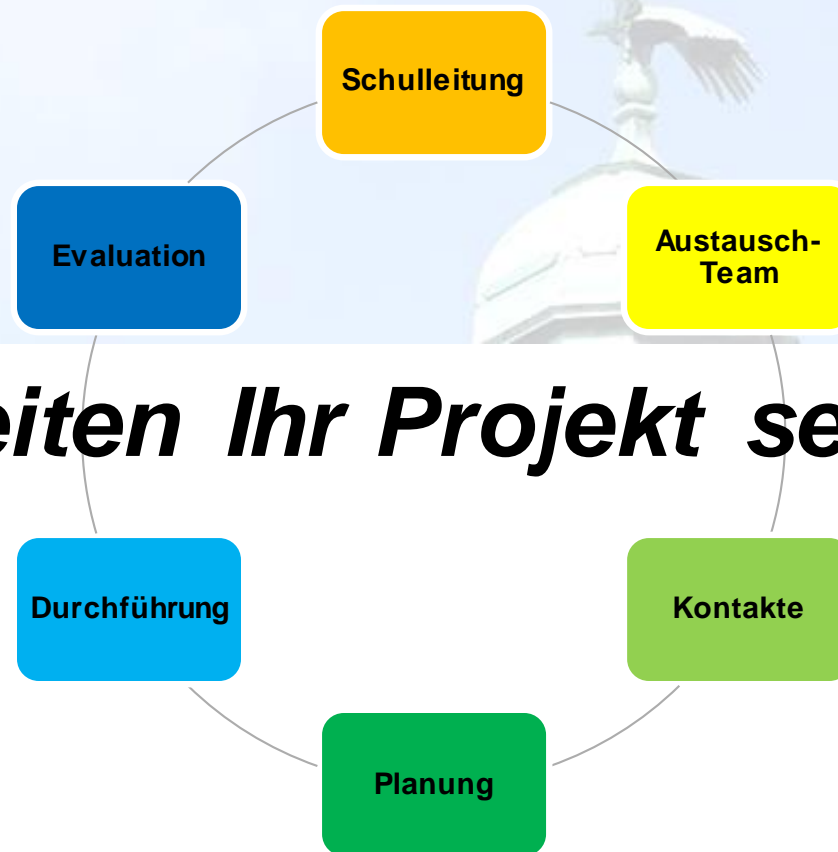 Schulleitung
Austausch-
Team
Evaluation
eiten Ihr Projekt se
Durchführung
Kontakte
Planung